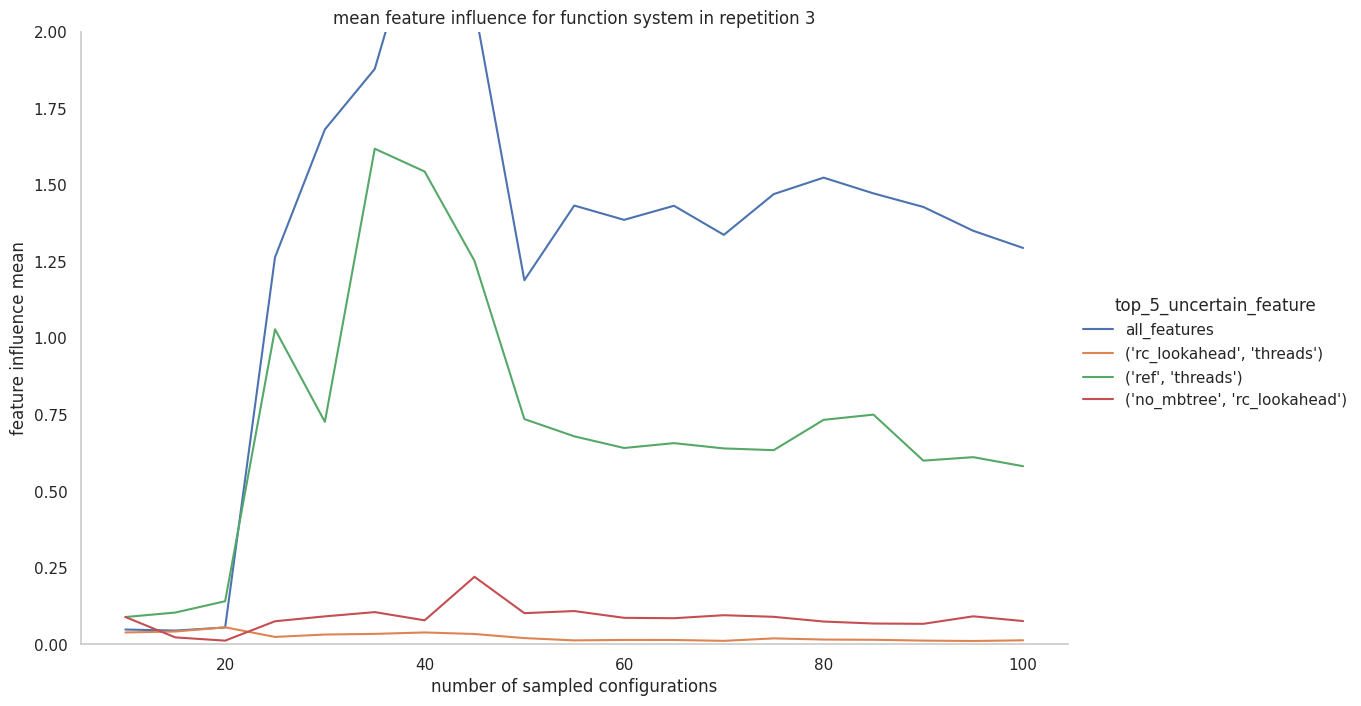 mean feature influence for function system in repetition 3
2.00
1.75
1.50
1.25
1.00
0.75
0.50
0.25
0.00
feature influence mean
20 40 60 80 100
number of sampled configurations
top_5_uncertain_feature
all_features
('rc_lookahead', 'threads')
('ref', 'threads')
('no_mbtree', 'rc_lookahead')